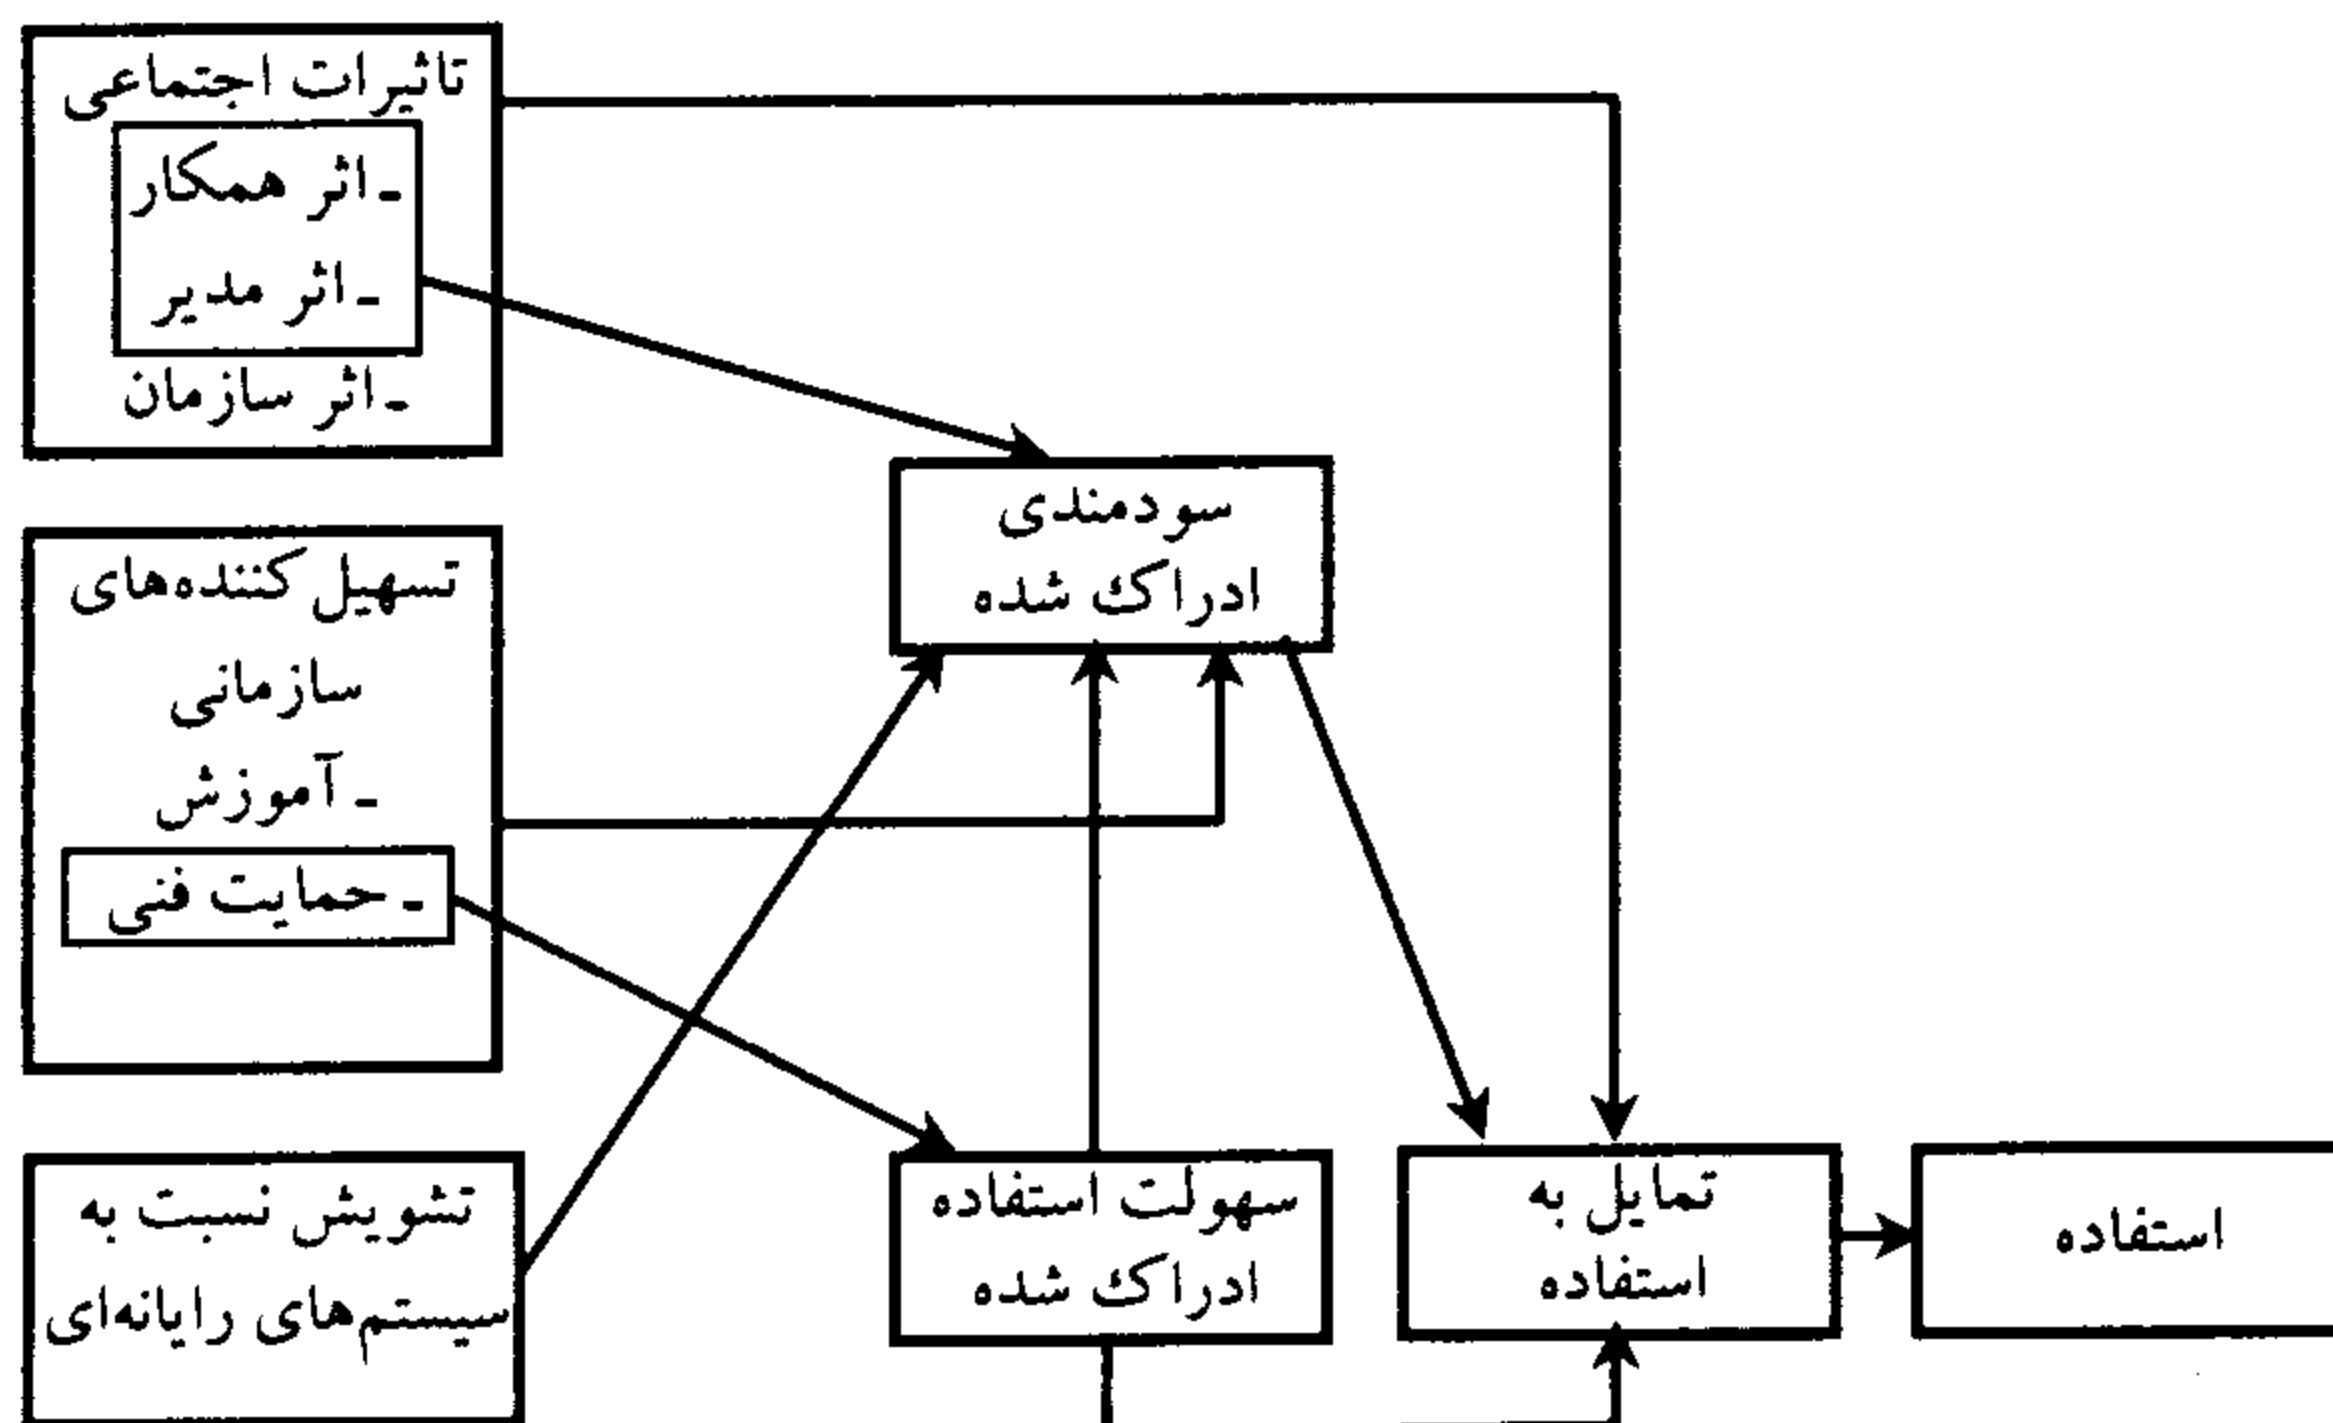 تاثیرات اجتماعی
ـ اثر همکار
ـ اثر مدیر
ـ اثر سازمان
سودمندی
ادراک شده
تسهیل کننده‌های
سازمانی
ـ آموزش
ـ حمایت فنی
تشویش نسبت به
سیستم‌های رایانه‌ای
سهولت استفاده
ادراک شده
تمایل به
استفاده
استفاده